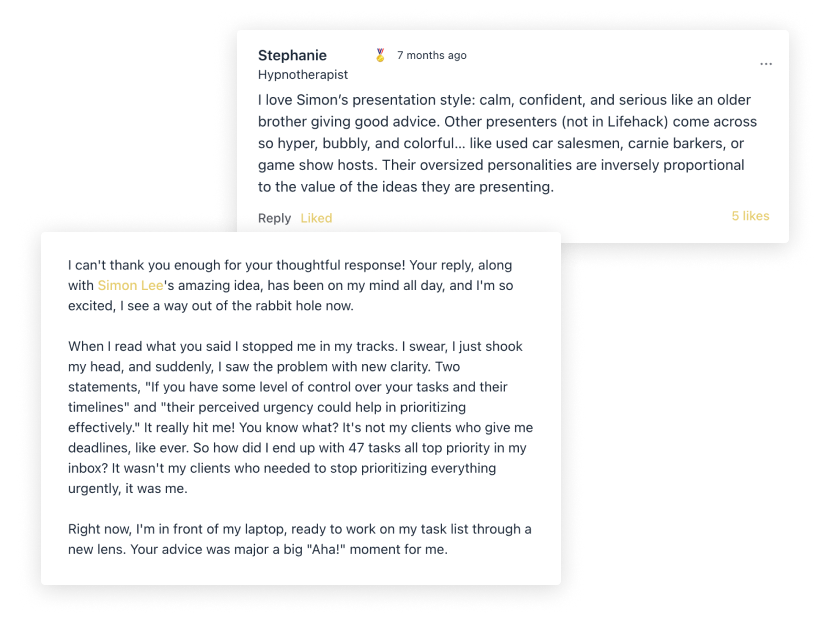 Stephanie 7 months ago
...
Hypnotherapist
I love Simon's presentation style: calm, confident, and serious like an older
brother giving good advice. Other presenters (not in Lifehack) come across
so hyper, bubbly, and colorful... like used car salesmen, carnie barkers, or
game show hosts. Their oversized personalities are inversely proportional
to the value of the ideas they are presenting.
Reply Liked
5 likes
I can't thank you enough for your thoughtful response! Your reply, along
with Simon Lee's amazing idea, has been on my mind all day, and I'm so
excited, I see a way out of the rabbit hole now.
When I read what you said I stopped me in my tracks. I swear, I just shook
my head, and suddenly, I saw the problem with new clarity. Two
statements, "If you have some level of control over your tasks and their
timelines" and "their perceived urgency could help in prioritizing
effectively." It really hit me! You know what? It's not my clients who give me
deadlines, like ever. So how did I end up with 47 tasks all top priority in my
inbox? It wasn't my clients who needed to stop prioritizing everything
urgently, it was me.
Right now, I'm in front of my laptop, ready to work on my task list through a
new lens. Your advice was major a big "Aha!" moment for me.